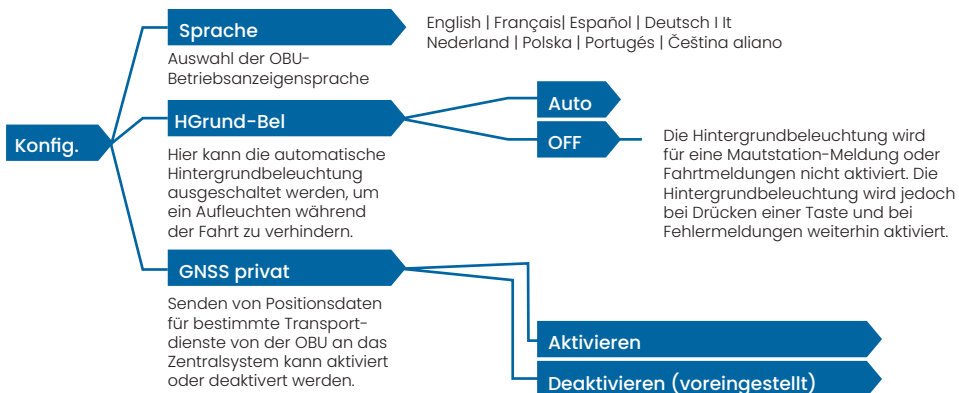 Konfig.
Sprache
Auswahl der OBU-
Betriebsanzeigensprache
English | Français| Español | Deutsch I It
Nederland | Polska | Portugés | Čeština aliano
HGrund-Bel
Hier kann die automatische
Hintergrundbeleuchtung
ausgeschaltet werden, um
ein Aufleuchten während
der Fahrt zu verhindern.
Auto
OFF
Die Hintergrundbeleuchtung wird
für eine Mautstation-Meldung oder
Fahrtmeldungen nicht aktiviert. Die
Hintergrundbeleuchtung wird jedoch
bei Drücken einer Taste und bei
Fehlermeldungen weiterhin aktiviert.
GNSS privat
Senden von Positionsdaten
für bestimmte Transport-
dienste von der OBU an das
Zentralsystem kann aktiviert
oder deaktivert werden.
Aktivieren
Deaktivieren (voreingestellt)